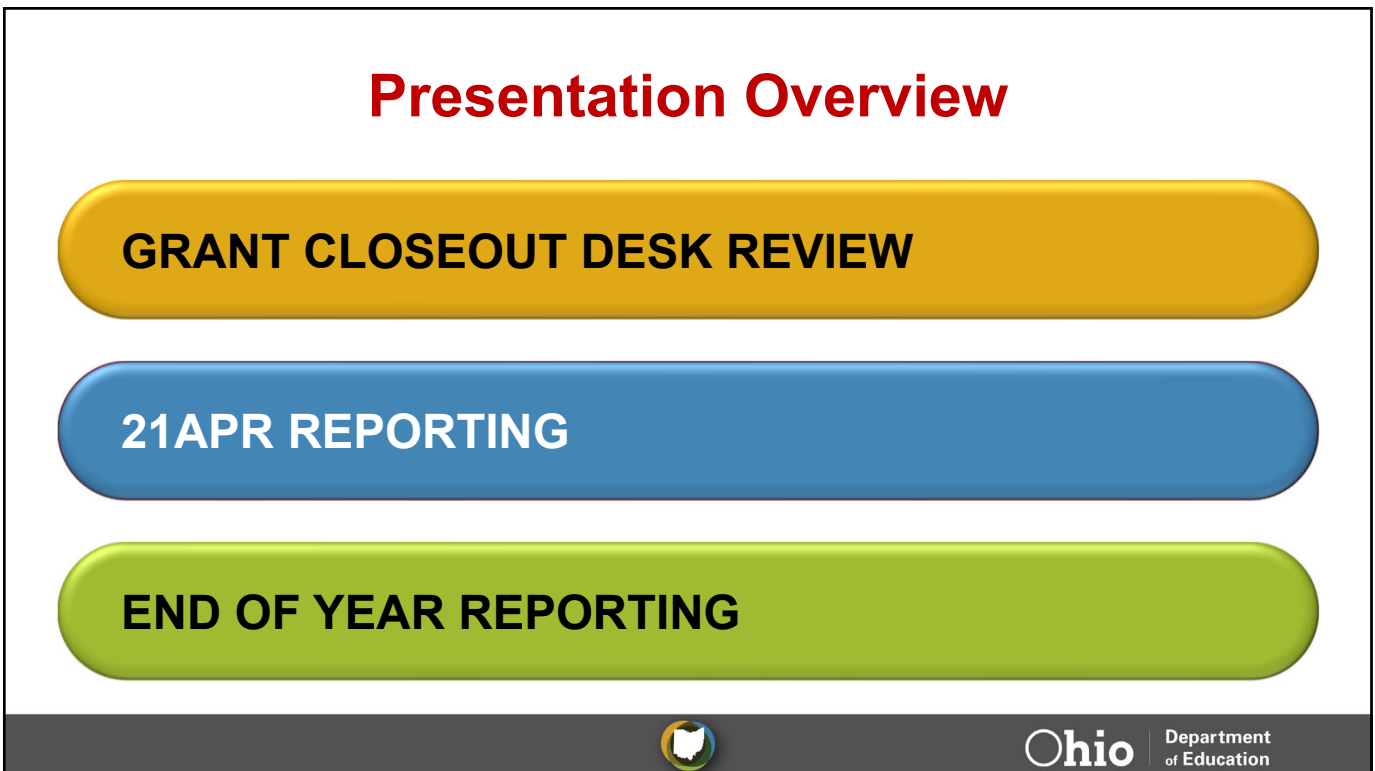 Presentation Overview
GRANT CLOSEOUT DESK REVIEW
21APR REPORTING
END OF YEAR REPORTING
Ohio
Department
of Education